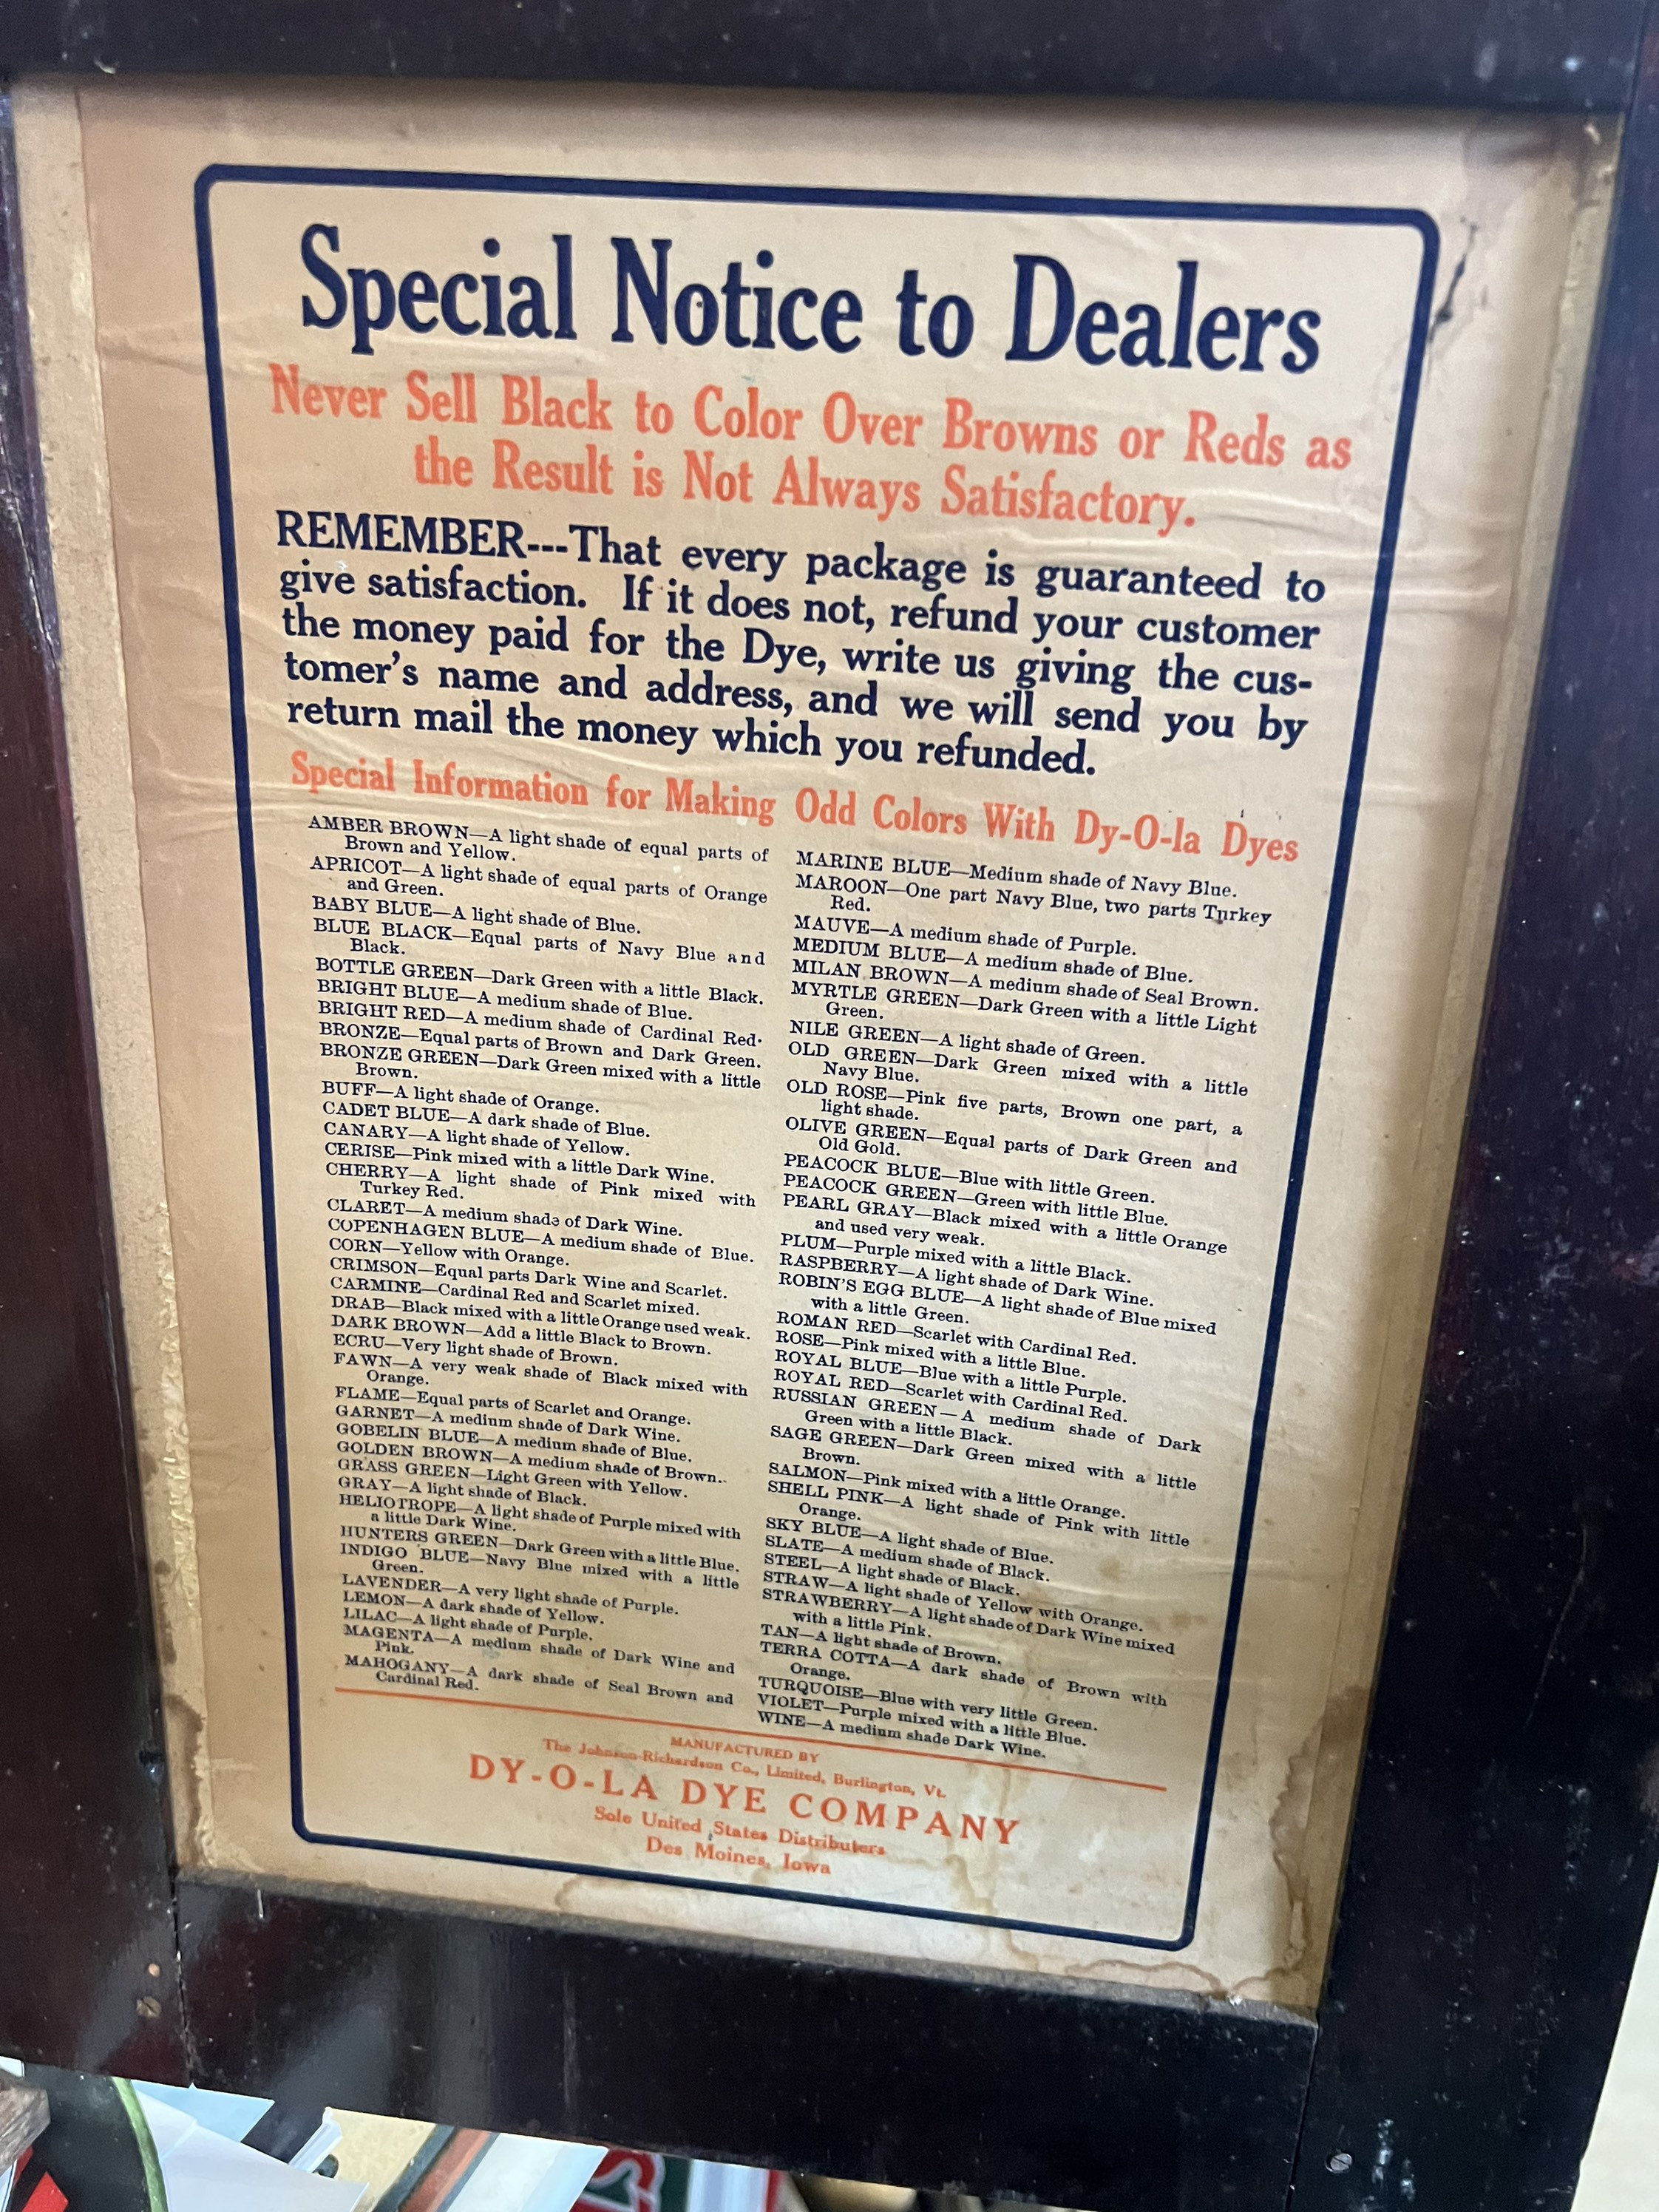 Special Notice to Dealers
Never Sell Black to Color Over Browns or Reds as
the Result is Not Always Satisfactory.
REMEMBER---That every package is guaranteed to
give satisfaction. If it does not, refund your customer
the money paid for the Dye, write us giving the cus-
tomer's name and address, and we will send you by
return mail the money which you refunded.
Special Information for Making Odd Colors With Dy-O-la Dyes
AMBER BROWN—A light shade of equal parts of
Brown and Yellow.
APRICOT—A light shade of equal parts of Orange
and Green.
BABY BLUE—A light shade of Blue.
BLUE BLACK—Equal parts of Navy Blue and
Black.
BOTTLE GREEN—Dark Green with a little Black.
BRIGHT BLUE—A medium shade of Blue.
BRIGHT RED—A medium shade of Cardinal Red.
BRONZE—Equal parts of Brown and Dark Green.
BRONZE GREEN—Dark Green mixed with a little
Brown.
BUFF—A light shade of Orange.
CADET BLUE—A dark shade of Blue.
CANARY—A light shade of Yellow.
CERISE—Pink mixed with a little Dark Wine.
CHERRY—A light shade of Pink mixed with
Turkey Red.
CLARET—A medium shade of Dark Wine.
COPENHAGEN BLUE—A medium shade of Blue.
CORN—Yellow with Orange.
CRIMSON—Equal parts Dark Wine and Scarlet.
CARMINE—Cardinal Red and Scarlet mixed.
DRAB—Black mixed with a little Orange used weak.
DARK BROWN—Add a little Black to Brown.
ECRU—Very light shade of Brown.
FAWN—A very weak shade of Black mixed with
Orange.
FLAME—Equal parts of Scarlet and Orange.
GARNET—A medium shade of Dark Wine.
GOBELIN BLUE—A medium shade of Blue.
GOLDEN BROWN—A medium shade of Brown.
GRASS GREEN—Light Green with Yellow.
GRAY—A light shade of Black.
HELIOTROPE—A light shade of Purple mixed with
a little Dark Wine.
HUNTERS GREEN—Dark Green with a little Blue.
INDIGO BLUE—Navy Blue mixed with a little
Green.
LAVENDER—A very light shade of Purple.
LEMON—A dark shade of Yellow.
LILAC—A light shade of Purple.
MAGENTA—A medium shade of Dark Wine and
Pink.
MAHOGANY—A dark shade of Seal Brown and
Cardinal Red.
MARINE BLUE—Medium shade of Navy Blue.
MAROON—One part Navy Blue, two parts Turkey
Red.
MAUVE—A medium shade of Purple.
MEDIUM BLUE—A medium shade of Blue.
MILAN BROWN—A medium shade of Seal Brown.
MYRTLE GREEN—Dark Green with a little Light
Green.
NILE GREEN—A light shade of Green.
OLD GREEN—Dark Green mixed with a little
Navy Blue.
OLD ROSE—Pink five parts, Brown one part, a
light shade.
OLIVE GREEN—Equal parts of Dark Green and
Old Gold.
PEACOCK BLUE—Blue with little Green.
PEACOCK GREEN—Green with little Blue.
PEARL GRAY—Black mixed with a little Orange
and used very weak.
PLUM—Purple mixed with a little Black.
RASPBERRY—A light shade of Dark Wine.
ROBIN'S EGG BLUE—A light shade of Blue mixed
with a little Green.
ROMAN RED—Scarlet with Cardinal Red.
ROSE—Pink mixed with a little Blue.
ROYAL BLUE—Blue with a little Purple.
ROYAL RED—Scarlet with Cardinal Red.
RUSSIAN GREEN—A medium shade of Dark
Green with a little Black.
SAGE GREEN—Dark Green mixed with a little
Brown.
SALMON—Pink mixed with a little Orange.
SHELL PINK—A light shade of Pink with little
Orange.
SKY BLUE—A light shade of Blue.
SLATE—A medium shade of Black.
STEEL—A light shade of Black.
STRAW—A light shade of Yellow with Orange.
STRAWBERRY—A light shade of Dark Wine mixed
with a little Pink.
TAN—A light shade of Brown.
TERRA COTTA—A dark shade of Brown with
Orange.
TURQUOISE—Blue with very little Green.
VIOLET—Purple mixed with a little Blue.
WINE—A medium shade Dark Wine.
MANUFACTURED BY
The Johnson-Richardson Co., Limited, Burlington, Vt.
DY-O-LA DYE COMPANY
Sole United States Distributers
Des Moines, Iowa